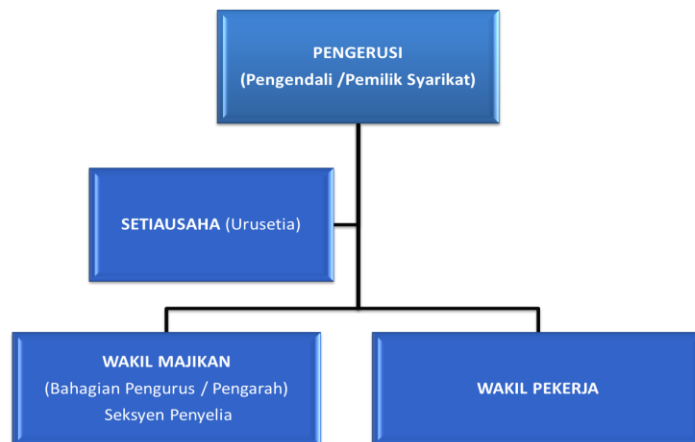 PENGERUSI
(Pengendali /Pemilik Syarikat)
SETIAUSAHA (Urusetia)
WAKIL MAJIKAN
(Bahagian Pengurus / Pengarah)
Seksyen Penyelia
WAKIL PEKERJA